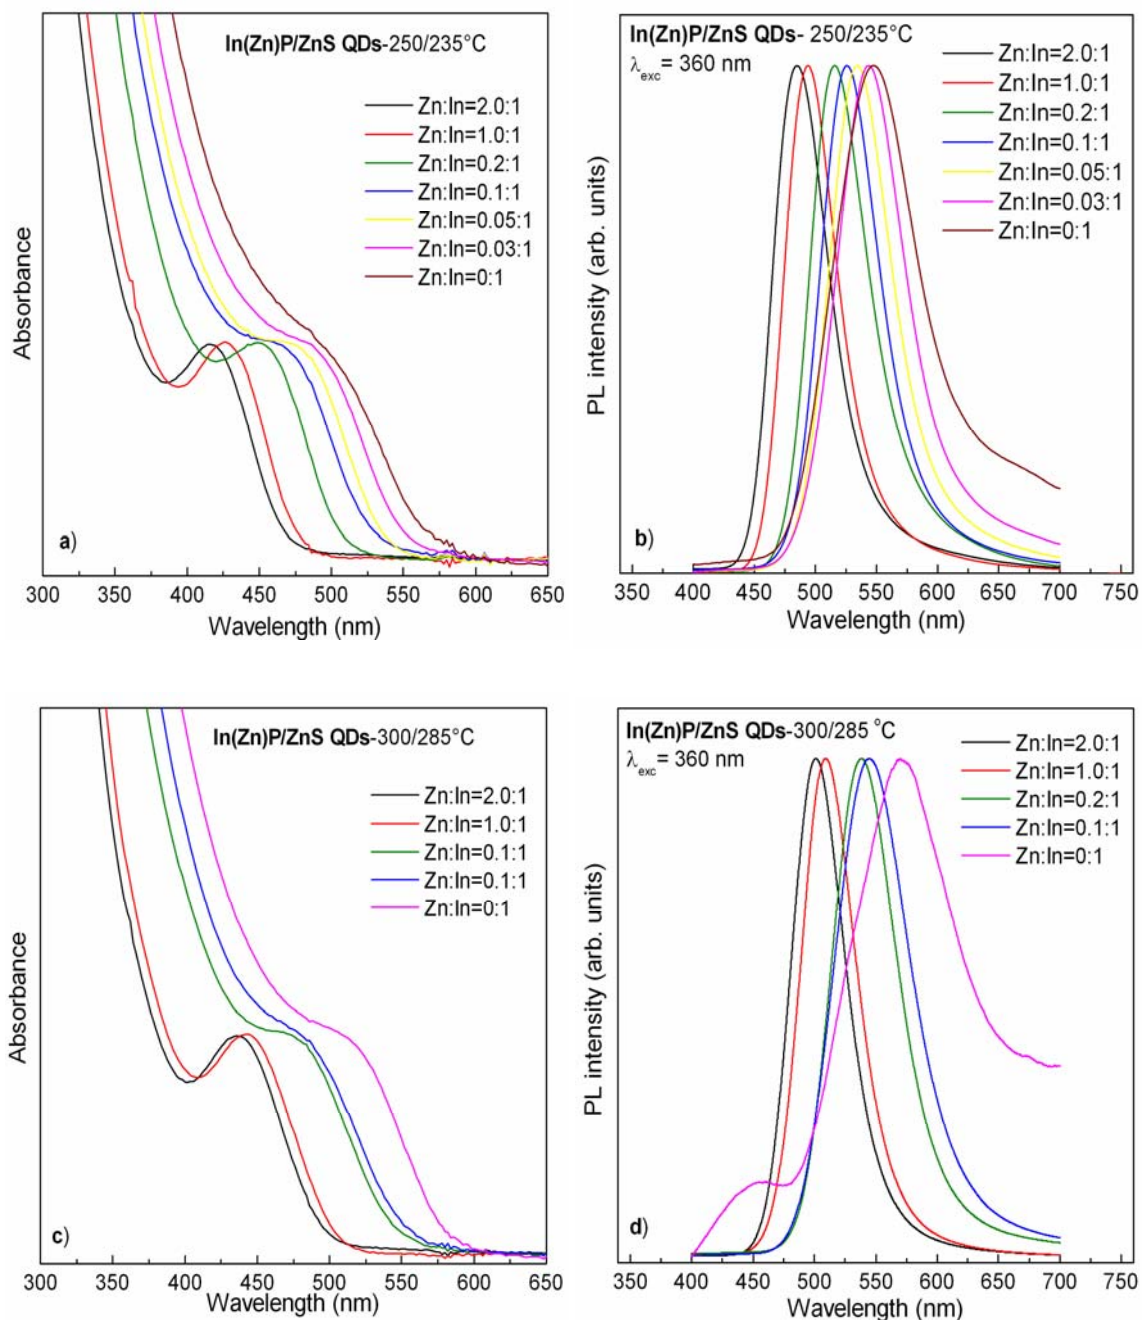 In(Zn)P/ZnS QDs-250/235°C
Zn:In=2.0:1
Zn:In=1.0:1
Zn:In=0.2:1
Zn:In=0.1:1
Zn:In=0.05:1
Zn:In=0.03:1
Zn:In=0:1
Absorbance
a)
300 350 400 450 500 550 600 650
Wavelength (nm)
In(Zn)P/ZnS QDs- 250/235°C
λexc= 360 nm
Zn:In=2.0:1
Zn:In=1.0:1
Zn:In=0.2:1
Zn:In=0.1:1
Zn:In=0.05:1
Zn:In=0.03:1
Zn:In=0:1
PL intensity (arb. units)
b)
350 400 450 500 550 600 650 700 750
Wavelength (nm)
In(Zn)P/ZnS QDs-300/285°C
Zn:In=2.0:1
Zn:In=1.0:1
Zn:In=0.1:1
Zn:In=0.1:1
Zn:In=0:1
Absorbance
c)
300 350 400 450 500 550 600 650
Wavelength (nm)
In(Zn)P/ZnS QDs-300/285 °C
λexc= 360 nm
Zn:In=2.0:1
Zn:In=1.0:1
Zn:In=0.2:1
Zn:In=0.1:1
Zn:In=0:1
PL intensity (arb. units)
d)
350 400 450 500 550 600 650 700 750
Wavelength (nm)